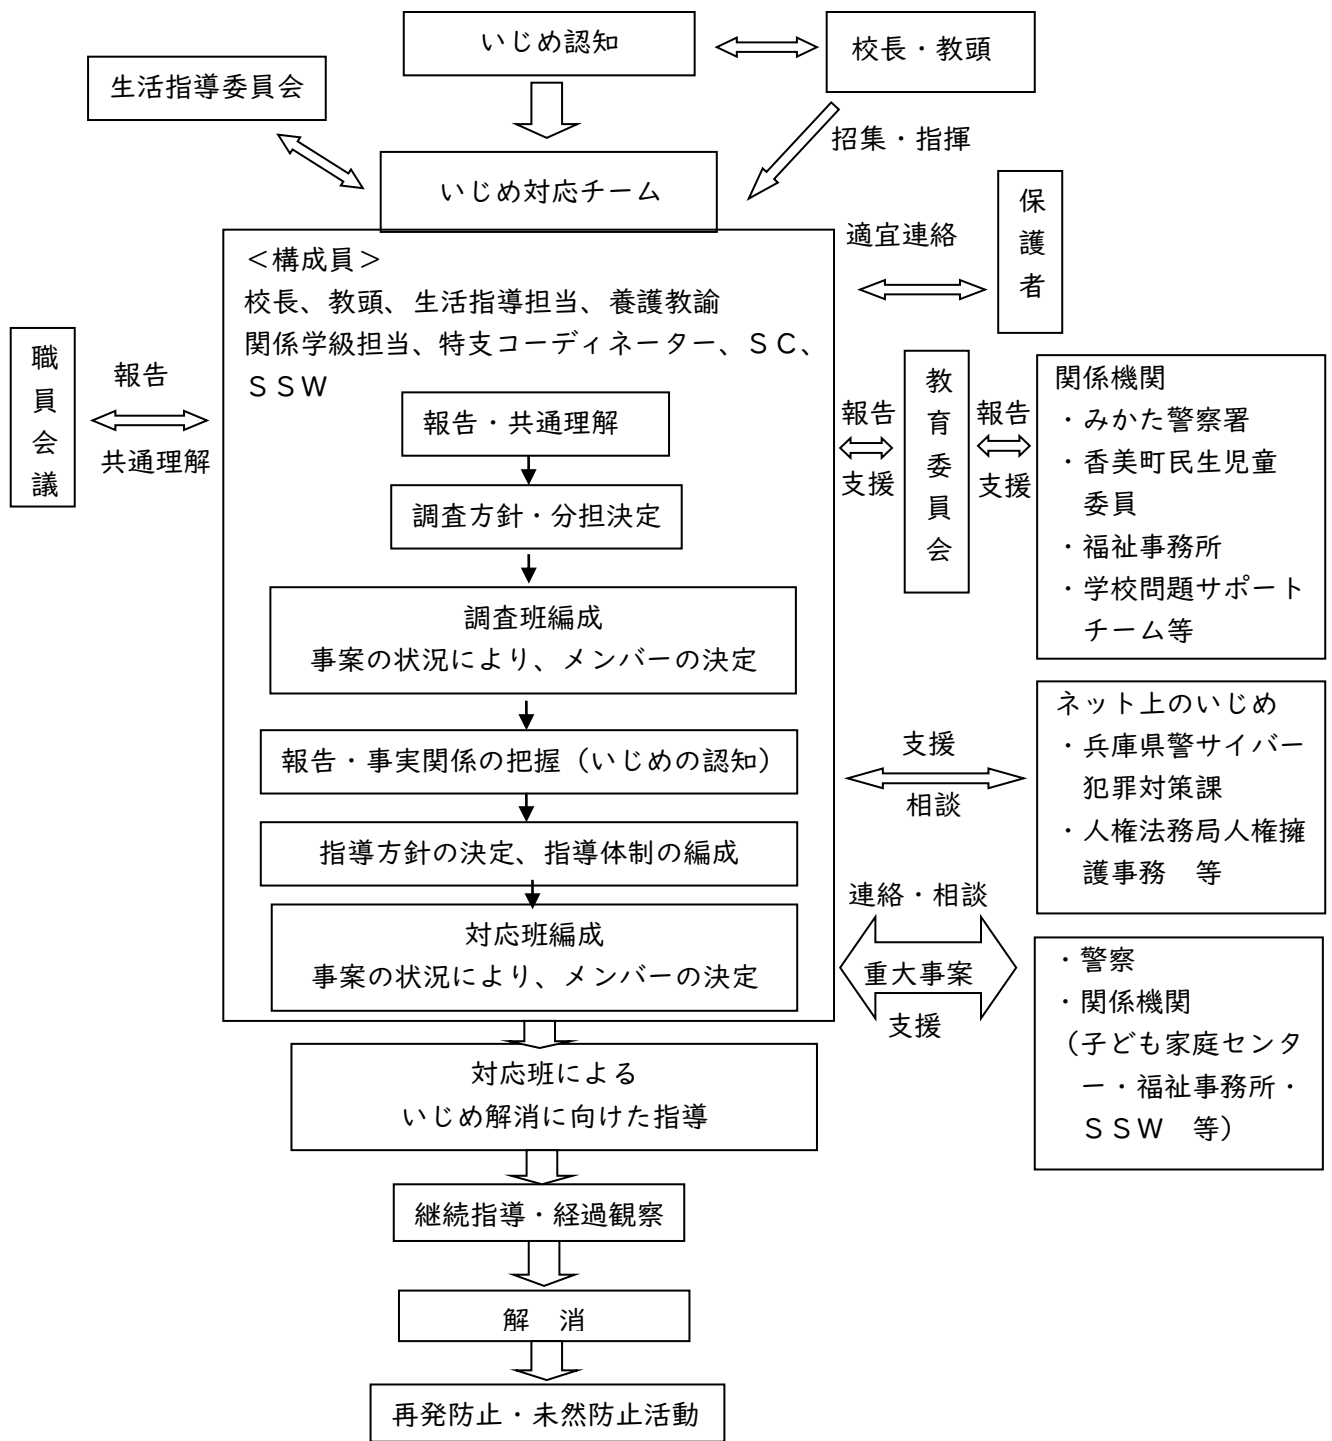 いじめ認知
校長・教頭
生活指導委員会
招集・指揮
いじめ対応チーム
保護者
適宜連絡
＜構成員＞
校長、教頭、生活指導担当、養護教諭
関係学級担当、特支コーディネーター、ＳＣ、
ＳＳＷ
職員会議
報告
共通理解
報告・共通理解
調査方針・分担決定
調査班編成
事案の状況により、メンバーの決定
報告・事実関係の把握（いじめの認知）
指導方針の決定、指導体制の編成
対応班編成
事案の状況により、メンバーの決定
報告
支援
教育委員会
報告
支援
関係機関
・みかた警察署
・香美町民生児童
委員
・福祉事務所
・学校問題サポート
チーム等
支援
相談
ネット上のいじめ
・兵庫県警サイバー
犯罪対策課
・人権法務局人権擁
護事務　等
連絡・相談
重大事案
支援
・警察
・関係機関
（子ども家庭センタ
ー・福祉事務所・
ＳＳＷ　等）
対応班による
いじめ解消に向けた指導
継続指導・経過観察
解　消
再発防止・未然防止活動